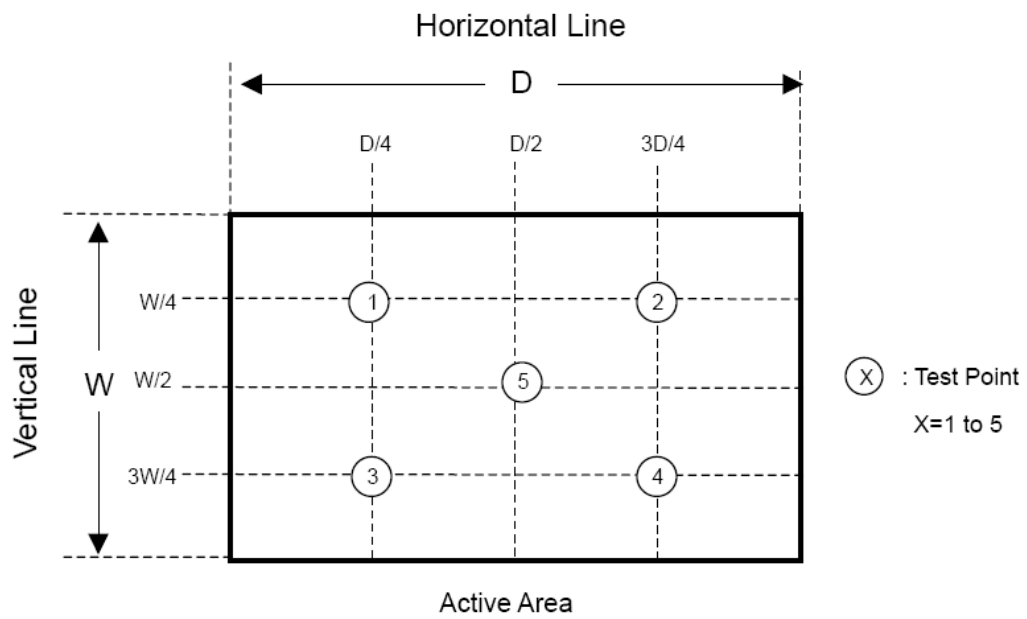 Horizontal Line
D
D/4 D/2 3D/4
W/4 1 2
Vertical Line
W W/2 5
X : Test Point
X=1 to 5
3W/4 3 4
Active Area